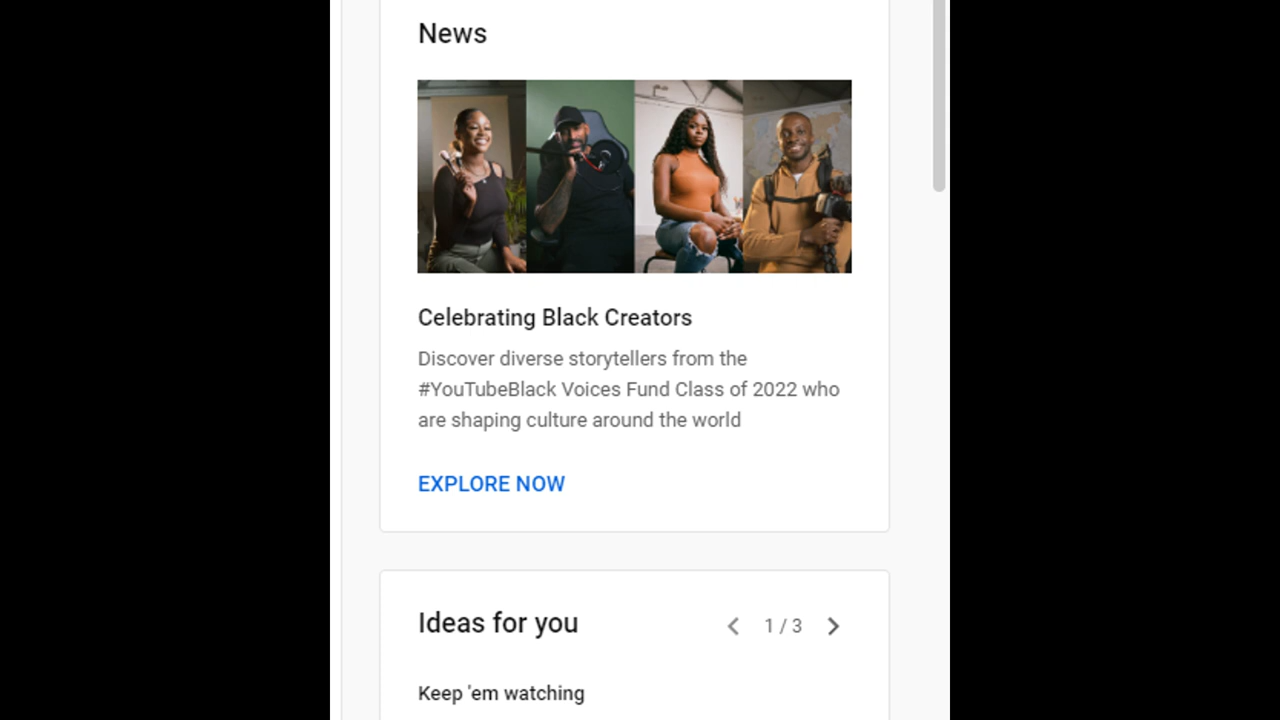 News
Celebrating Black Creators
Discover diverse storytellers from the
#YouTubeBlack Voices Fund Class of 2022 who
are shaping culture around the world
EXPLORE NOW
Ideas for you
1 / 3
Keep 'em watching